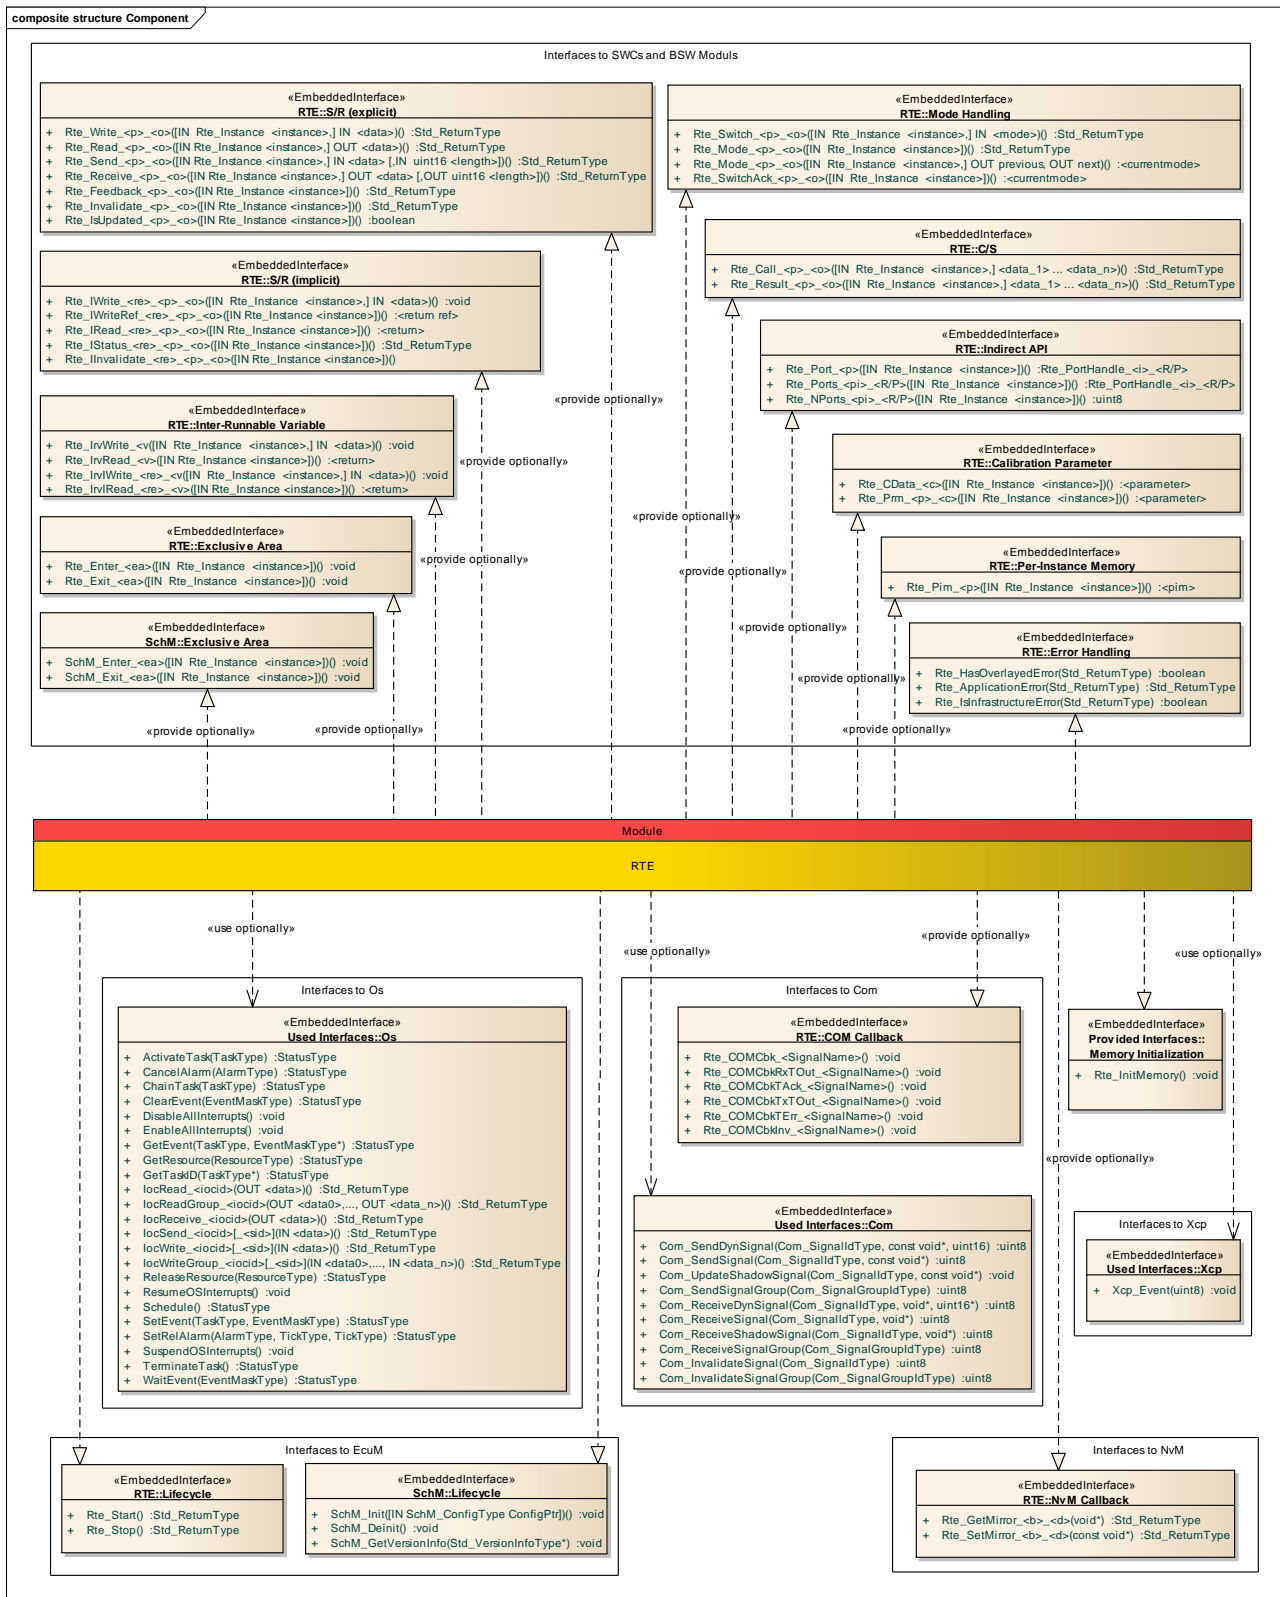 composite structure Component
Interfaces to SWCs and BSW Moduls
«EmbeddedInterface»
RTE::S/R (explicit)
+ Rte_Write_<p>_<o>([IN Rte_Instance <instance>,] IN <data>)() :Std_ReturnType
+ Rte_Read_<p>_<o>([IN Rte_Instance <instance>,] OUT <data>)() :Std_ReturnType
+ Rte_Send_<p>_<o>([IN Rte_Instance <instance>,] IN <data> [,IN uint16 <length>])() :Std_ReturnType
+ Rte_Receive_<p>_<o>([IN Rte_Instance <instance>,] OUT <data> [,OUT uint16 <length>])() :Std_ReturnType
+ Rte_Feedback_<p>_<o>([IN Rte_Instance <instance>])() :Std_ReturnType
+ Rte_Invalidate_<p>_<o>([IN Rte_Instance <instance>])() :Std_ReturnType
+ Rte_IsUpdated_<p>_<o>([IN Rte_Instance <instance>])() :boolean
«EmbeddedInterface»
RTE::Mode Handling
+ Rte_Switch_<p>_<o>([IN Rte_Instance <instance>,] IN <mode>)() :Std_ReturnType
+ Rte_Mode_<p>_<o>([IN Rte_Instance <instance>,])() :Std_ReturnType
+ Rte_Mode_<p>_<o>([IN Rte_Instance <instance>,] OUT previous, OUT next)() :<currentmode>
+ Rte_SwitchAck_<p>_<o>([IN Rte_Instance <instance>])() :<currentmode>
«EmbeddedInterface»
RTE::C/S
+ Rte_Call_<p>_<o>([IN Rte_Instance <instance>,] <data_1> ... <data_n>)() :Std_ReturnType
+ Rte_Result_<p>_<o>([IN Rte_Instance <instance>,] <data_1> ... <data_n>)() :Std_ReturnType
«EmbeddedInterface»
RTE::S/R (implicit)
+ Rte_IWrite_<re>_<p>_<o>([IN Rte_Instance <instance>,] IN <data>)() :void
+ Rte_IWriteRef_<re>_<p>_<o>([IN Rte_Instance <instance>])() :<return ref>
+ Rte_IRead_<re>_<p>_<o>([IN Rte_Instance <instance>])() :<return>
+ Rte_IStatus_<re>_<p>_<o>([IN Rte_Instance <instance>])() :Std_ReturnType
+ Rte_IInvalidate_<re>_<p>_<o>([IN Rte_Instance <instance>])()
«EmbeddedInterface»
RTE::Indirect API
+ Rte_Port_<p>([IN Rte_Instance <instance>])() :Rte_PortHandle_<i>_<R/P>
+ Rte_Ports_<pi>_<R/P>([IN Rte_Instance <instance>])() :Rte_PortHandle_<i>_<R/P>
+ Rte_NPorts_<pi>_<R/P>([IN Rte_Instance <instance>])() :uint8
«EmbeddedInterface»
RTE::Inter-Runnable Variable
+ Rte_IrvWrite_<v([IN Rte_Instance <instance>,] IN <data>)() :void
+ Rte_IrvRead_<v>([IN Rte_Instance <instance>])() :<return>
+ Rte_IrvIWrite_<re>_<v([IN Rte_Instance <instance>,] IN <data>)() :void
+ Rte_IrvIRead_<re>_<v>([IN Rte_Instance <instance>])() :<return>
«EmbeddedInterface»
RTE::Calibration Parameter
+ Rte_CData_<c>([IN Rte_Instance <instance>])() :<parameter>
+ Rte_Prm_<p>_<c>([IN Rte_Instance <instance>])() :<parameter>
«EmbeddedInterface»
RTE::Exclusive Area
+ Rte_Enter_<ea>([IN Rte_Instance <instance>])() :void
+ Rte_Exit_<ea>([IN Rte_Instance <instance>])() :void
«EmbeddedInterface»
RTE::Per-Instance Memory
+ Rte_Pim_<p>([IN Rte_Instance <instance>])() :<pim>
«EmbeddedInterface»
SchM::Exclusive Area
+ SchM_Enter_<ea>([IN Rte_Instance <instance>])() :void
+ SchM_Exit_<ea>([IN Rte_Instance <instance>])() :void
«EmbeddedInterface»
RTE::Error Handling
+ Rte_HasOverlayedError(Std_ReturnType) :boolean
+ Rte_ApplicationError(Std_ReturnType) :Std_ReturnType
+ Rte_IsInfrastructureError(Std_ReturnType) :boolean
«provide optionally»
«provide optionally»
«provide optionally»
«provide optionally»
«provide optionally»
«provide optionally»
«provide optionally»
«provide optionally»
«provide optionally»
«provide optionally»
Module
RTE
«use optionally»
«use optionally»
«provide optionally»
«use optionally»
«provide optionally»
Interfaces to Os
«EmbeddedInterface»
Used Interfaces::Os
+ ActivateTask(TaskType) :StatusType
+ CancelAlarm(AlarmType) :StatusType
+ ChainTask(TaskType) :StatusType
+ ClearEvent(EventMaskType) :StatusType
+ DisableAllInterrupts() :void
+ EnableAllInterrupts() :void
+ GetEvent(TaskType, EventMaskType*) :StatusType
+ GetResource(ResourceType) :StatusType
+ GetTaskID(TaskType*) :StatusType
+ IocRead_<iocid>(OUT <data>)() :Std_ReturnType
+ IocReadGroup_<iocid>(OUT <data0>,..., OUT <data_n>)() :Std_ReturnType
+ IocReceive_<iocid>(OUT <data>)() :Std_ReturnType
+ IocSend_<iocid>[_<sid>](IN <data>)() :Std_ReturnType
+ IocWrite_<iocid>[_<sid>](IN <data>)() :Std_ReturnType
+ IocWriteGroup_<iocid>[_<sid>](IN <data0>,..., IN <data_n>)() :Std_ReturnType
+ ReleaseResource(ResourceType) :StatusType
+ ResumeOSInterrupts() :void
+ Schedule() :StatusType
+ SetEvent(TaskType, EventMaskType) :StatusType
+ SetRelAlarm(AlarmType, TickType, TickType) :StatusType
+ SuspendOSInterrupts() :void
+ TerminateTask() :StatusType
+ WaitEvent(EventMaskType) :StatusType
Interfaces to Com
«EmbeddedInterface»
RTE::COM Callback
+ Rte_COMCbk_<SignalName>() :void
+ Rte_COMCbkRxTOut_<SignalName>() :void
+ Rte_COMCbkTAck_<SignalName>() :void
+ Rte_COMCbkTxTOut_<SignalName>() :void
+ Rte_COMCbkTErr_<SignalName>() :void
+ Rte_COMCbkInv_<SignalName>() :void
«EmbeddedInterface»
Used Interfaces::Com
+ Com_SendDynSignal(Com_SignalIdType, const void*, uint16) :uint8
+ Com_SendSignal(Com_SignalIdType, const void*) :uint8
+ Com_UpdateShadowSignal(Com_SignalIdType, const void*) :void
+ Com_SendSignalGroup(Com_SignalGroupIdType) :uint8
+ Com_ReceiveDynSignal(Com_SignalIdType, void*, uint16*) :uint8
+ Com_ReceiveSignal(Com_SignalIdType, void*) :uint8
+ Com_ReceiveShadowSignal(Com_SignalIdType, void*) :uint8
+ Com_ReceiveSignalGroup(Com_SignalGroupIdType) :uint8
+ Com_InvalidateSignal(Com_SignalIdType) :uint8
+ Com_InvalidateSignalGroup(Com_SignalGroupIdType) :uint8
«EmbeddedInterface»
Provided Interfaces::
Memory Initialization
+ Rte_InitMemory() :void
Interfaces to Xcp
«EmbeddedInterface»
Used Interfaces::Xcp
+ Xcp_Event(uint8) :void
Interfaces to EcuM
«EmbeddedInterface»
RTE::Lifecycle
+ Rte_Start() :Std_ReturnType
+ Rte_Stop() :Std_ReturnType
«EmbeddedInterface»
SchM::Lifecycle
+ SchM_Init([IN SchM_ConfigType ConfigPtr])() :void
+ SchM_Deinit() :void
+ SchM_GetVersionInfo(Std_VersionInfoType*) :void
Interfaces to NvM
«EmbeddedInterface»
RTE::NvM Callback
+ Rte_GetMirror_<b>_<d>(void*) :Std_ReturnType
+ Rte_SetMirror_<b>_<d>(const void*) :Std_ReturnType